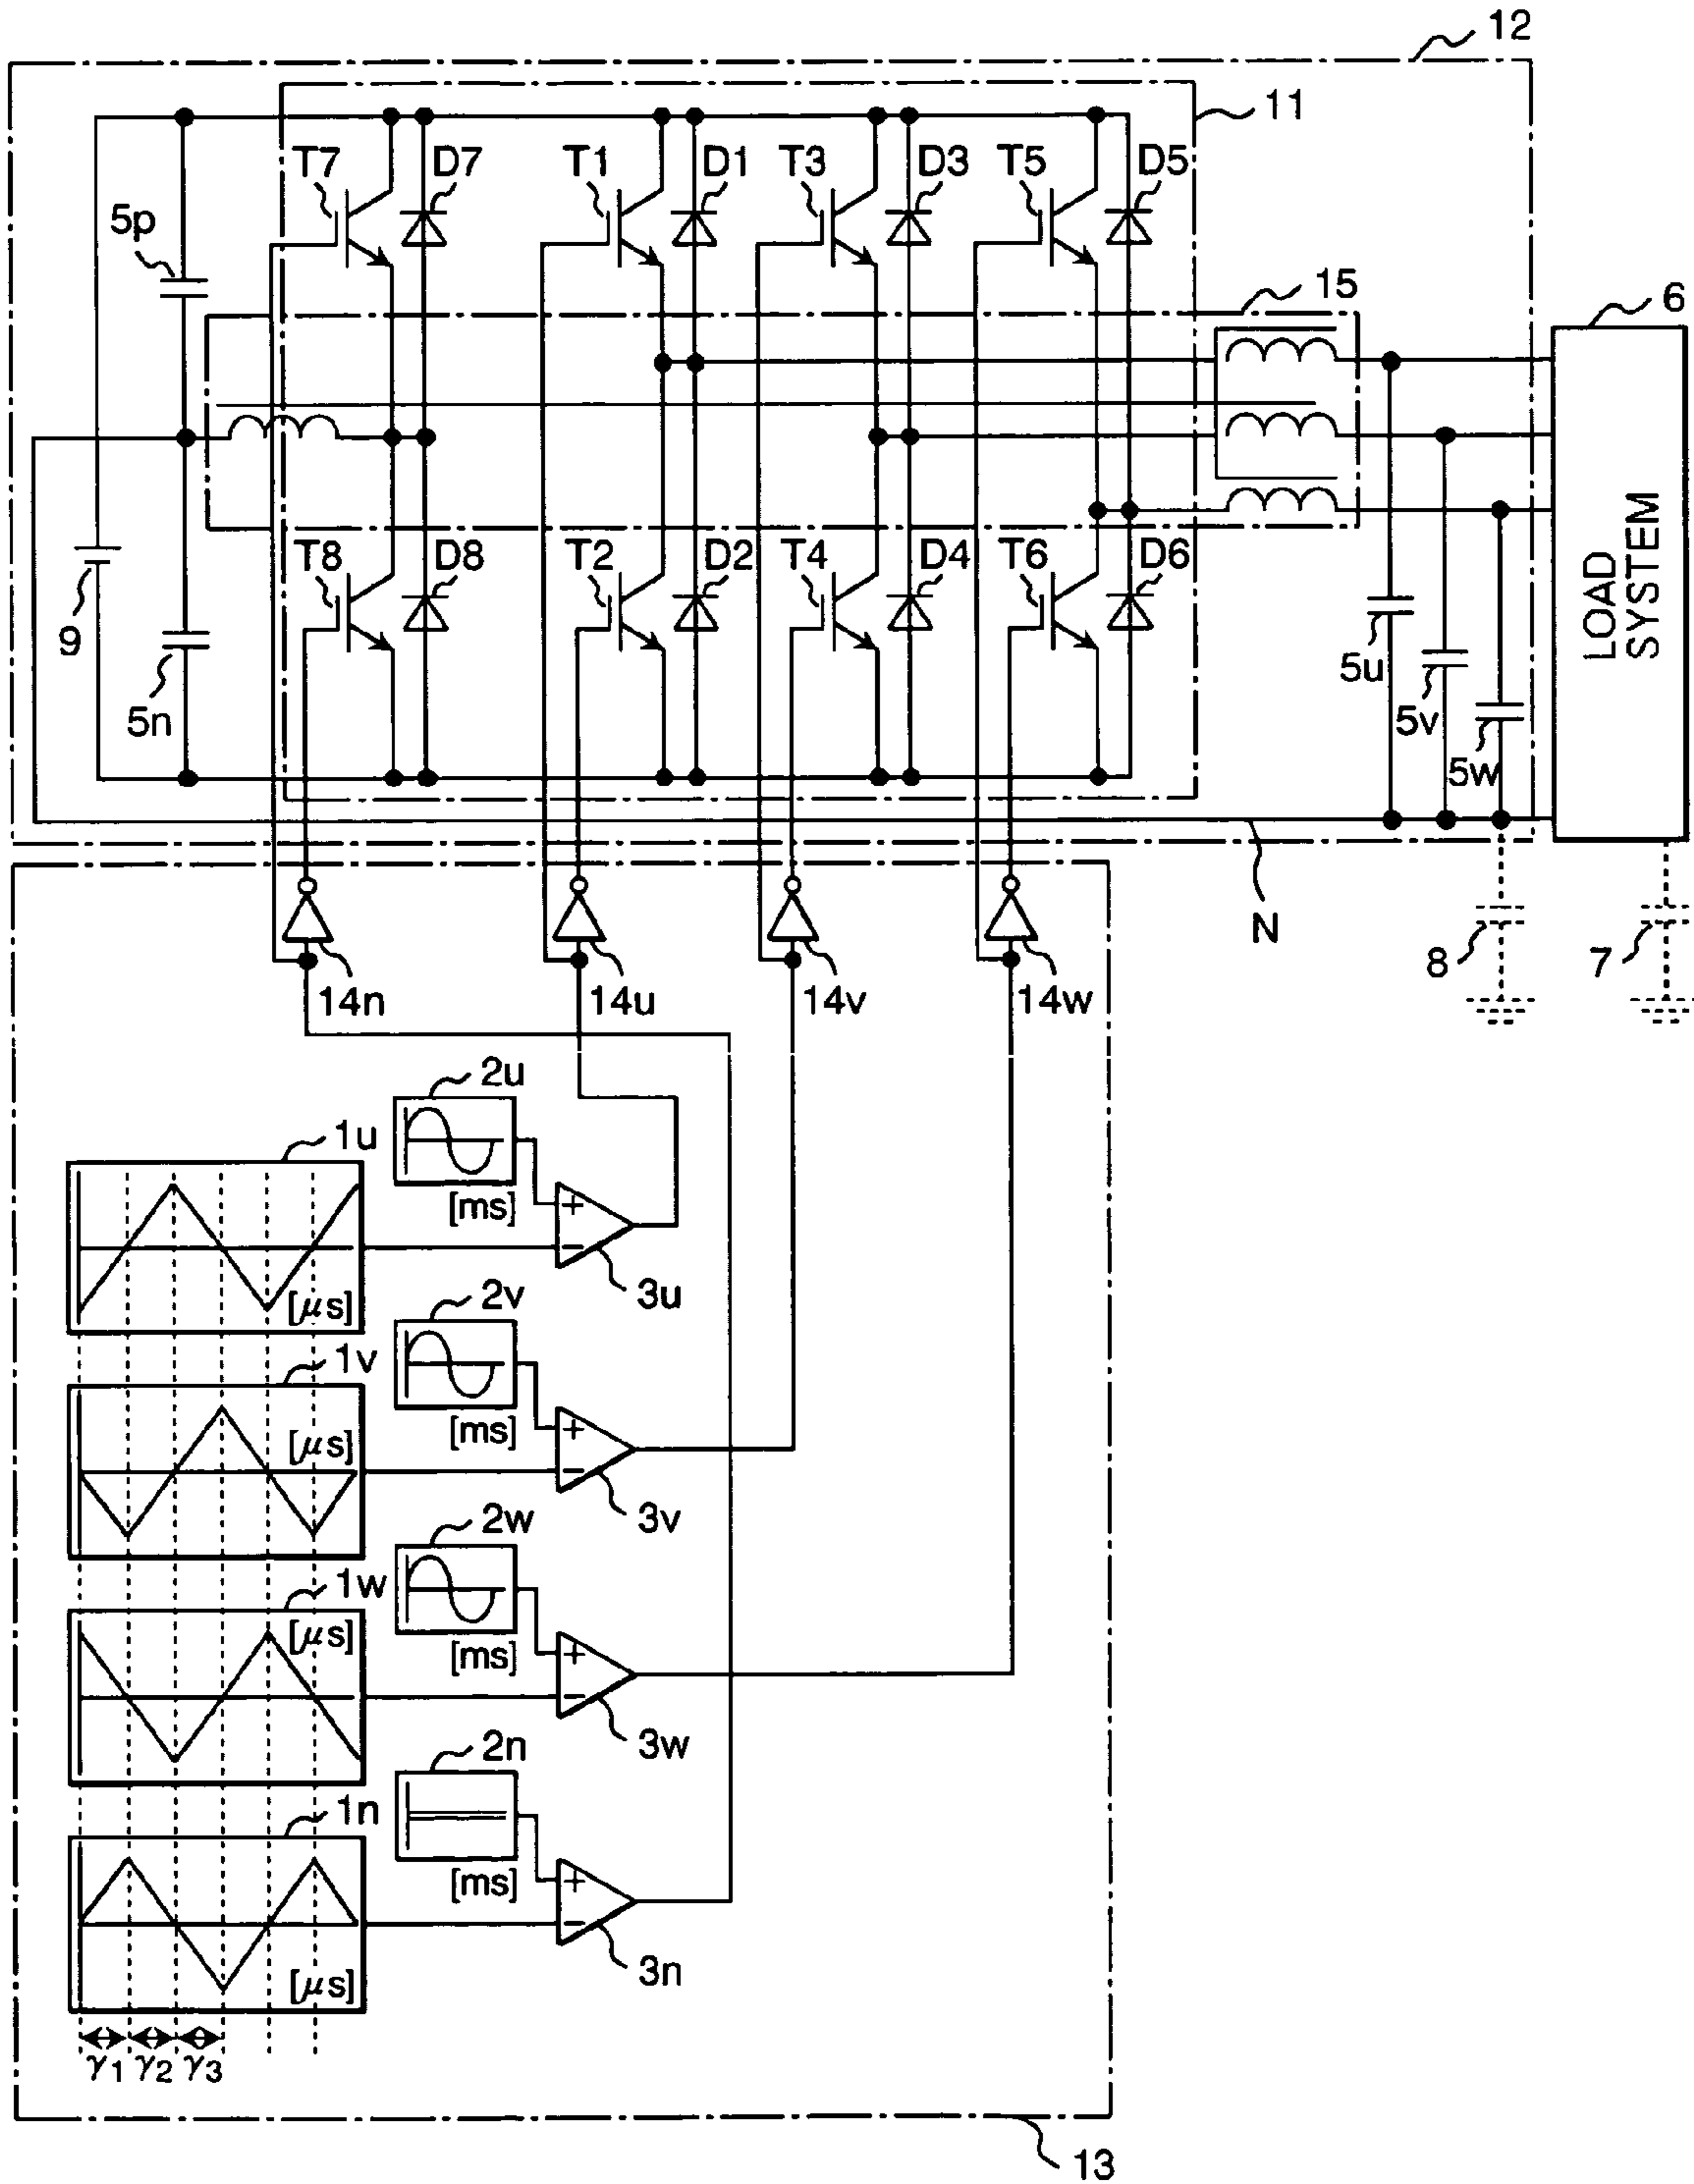 12
11
T7
D7
T1
D1
T3
D3
T5
D5
5p
15
6
T8
D8
T2
D2
T4
D4
T6
D6
9
5n
5u
5v
5w
LOAD
SYSTEM
N
8
7
14n
14u
14v
14w
2u
1u
[ms]
[μs]
3u
2v
1v
[μs]
[ms]
3v
2w
1w
[μs]
[ms]
3w
2n
1n
[ms]
[μs]
3n
γ1
γ2
γ3
13
+
−
+
−
+
−
+
−